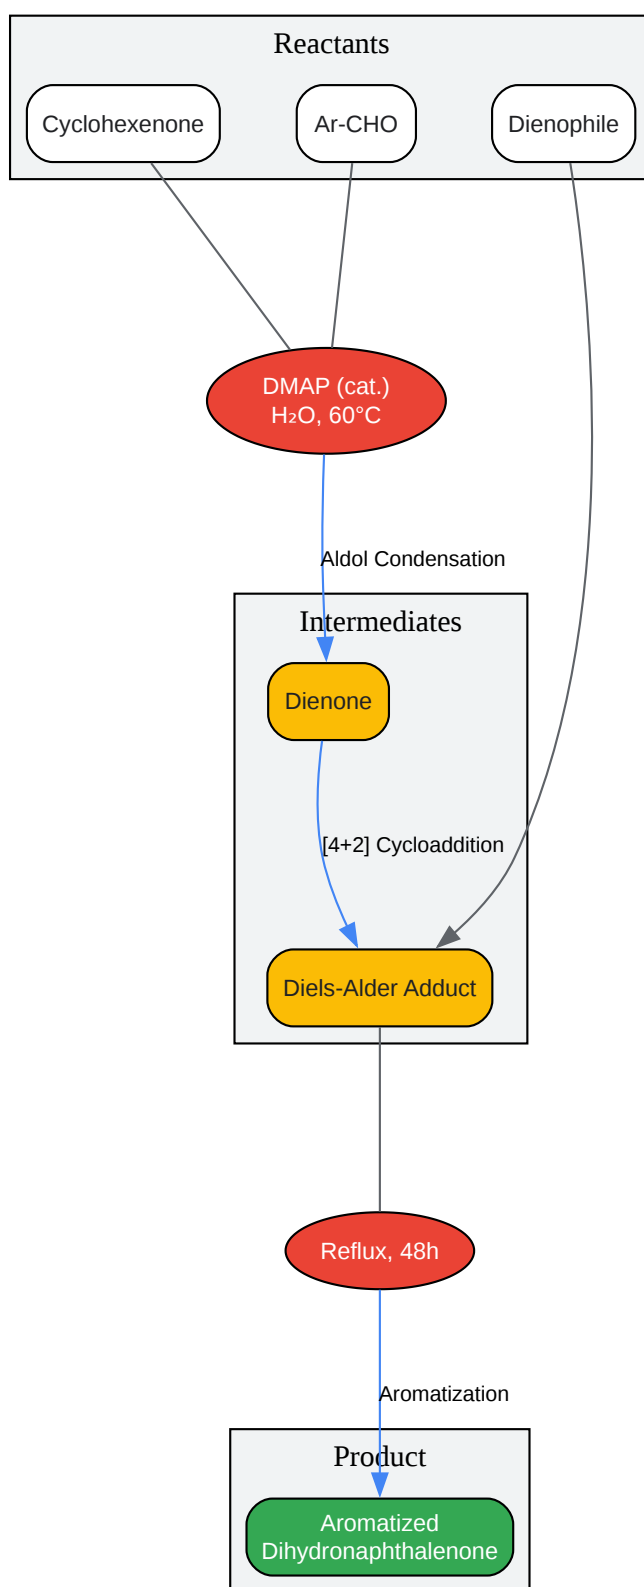 Reactants
Cyclohexenone
Ar-CHO
Dienophile
DMAP (cat.)
H₂O, 60°C
Aldol Condensation
Intermediates
Dienone
[4+2] Cycloaddition
Diels-Alder Adduct
Reflux, 48h
Aromatization
Product
Aromatized
Dihydronaphthalenone